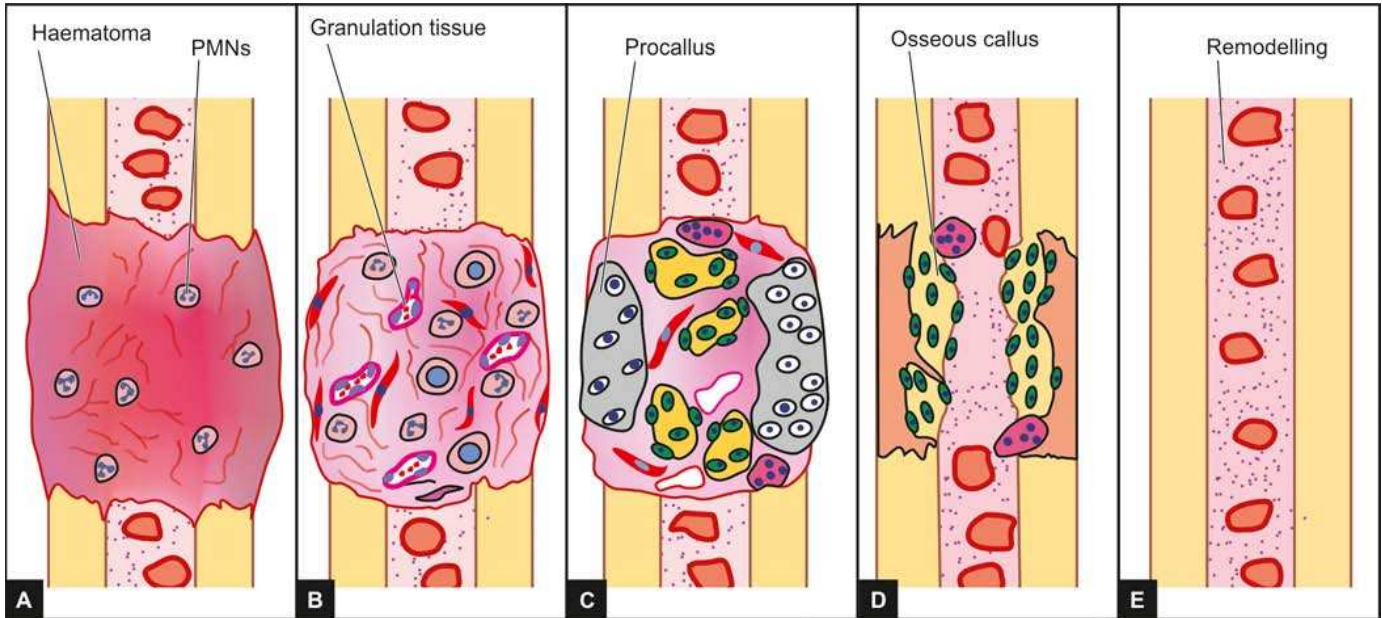 Haematoma
PMNs
Granulation tissue
Procallus
Osseous callus
Remodelling
A
B
C
D
E